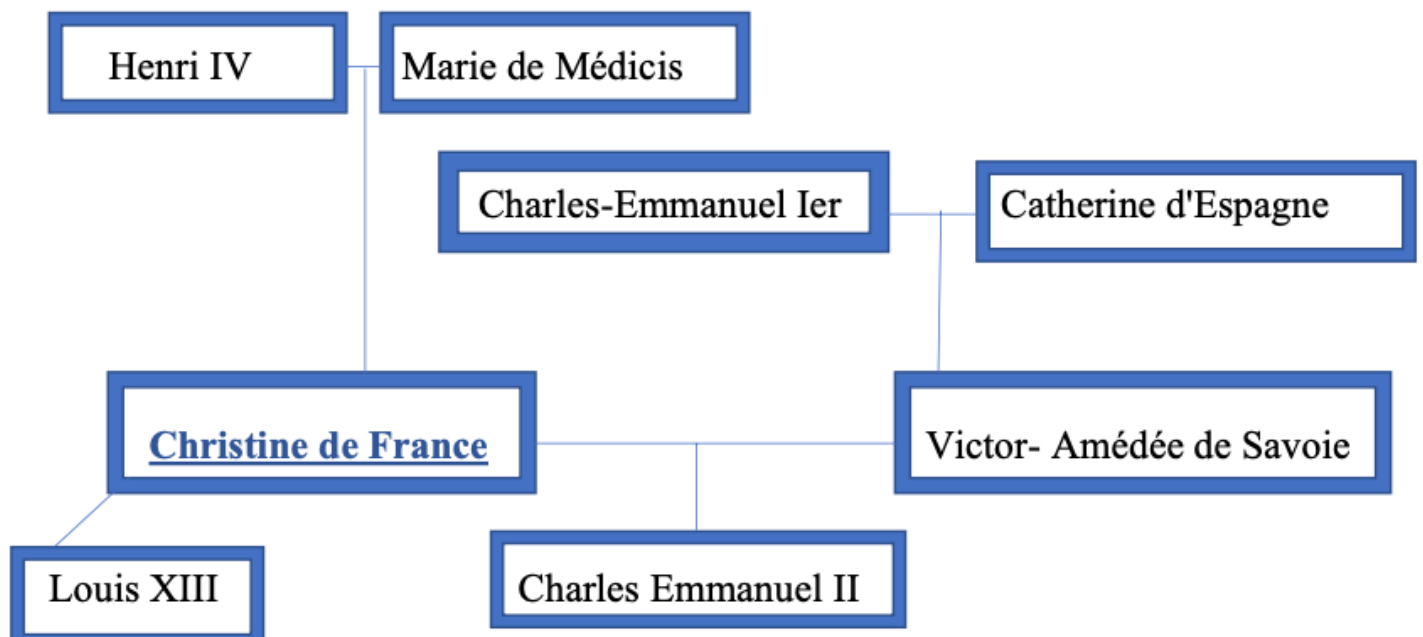 Henri IV
Marie de Médicis
Charles-Emmanuel Ier
Catherine d'Espagne
Christine de France
Victor- Amédée de Savoie
Louis XIII
Charles Emmanuel II